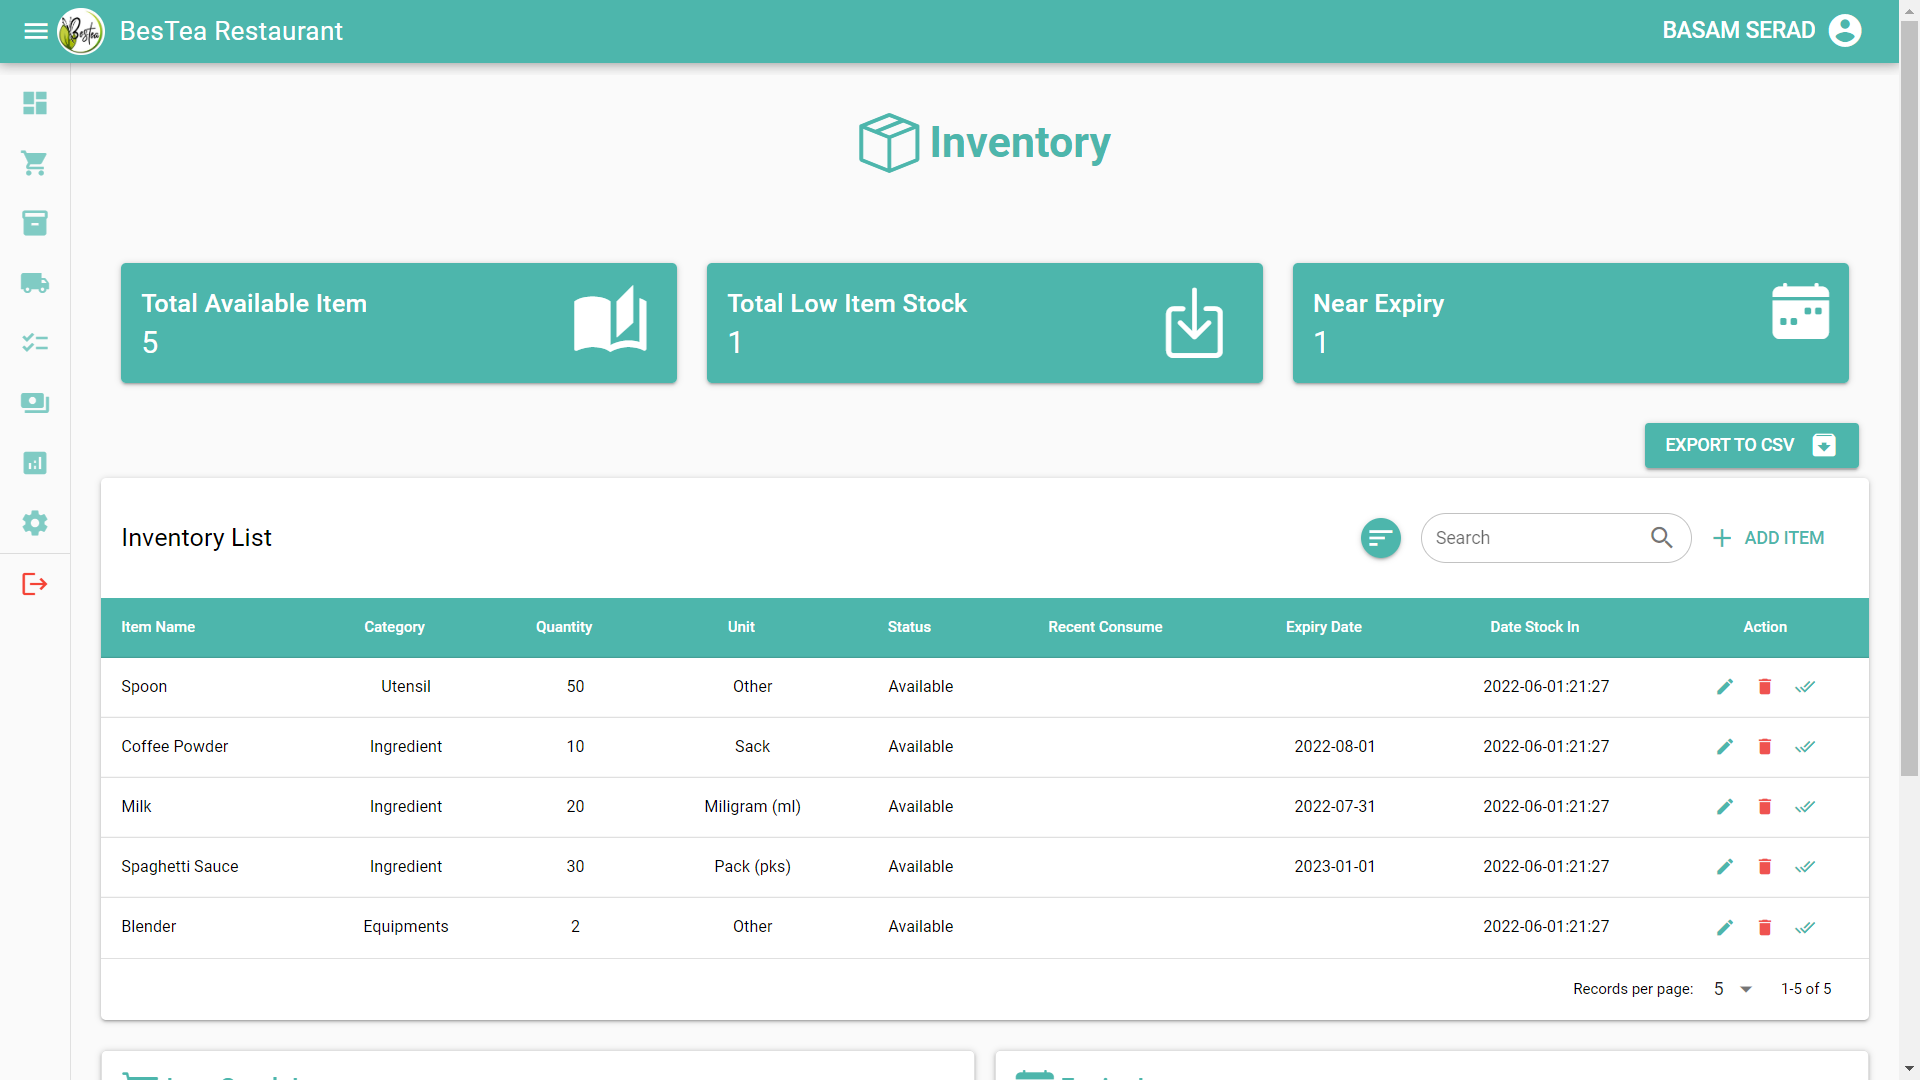 Bestea
BesTea Restaurant
BASAM SERAD
Inventory
Total Available Item
5
Total Low Item Stock
1
Near Expiry
1
EXPORT TO CSV
Inventory List
Search
ADD ITEM
Item Name Category Quantity Unit Status Recent Consume Expiry Date Date Stock In Action
Spoon Utensil 50 Other Available 2022-06-01:21:27
Coffee Powder Ingredient 10 Sack Available 2022-08-01 2022-06-01:21:27
Milk Ingredient 20 Miligram (ml) Available 2022-07-31 2022-06-01:21:27
Spaghetti Sauce Ingredient 30 Pack (pks) Available 2023-01-01 2022-06-01:21:27
Blender Equipments 2 Other Available 2022-06-01:21:27
Records per page: 5 1-5 of 5